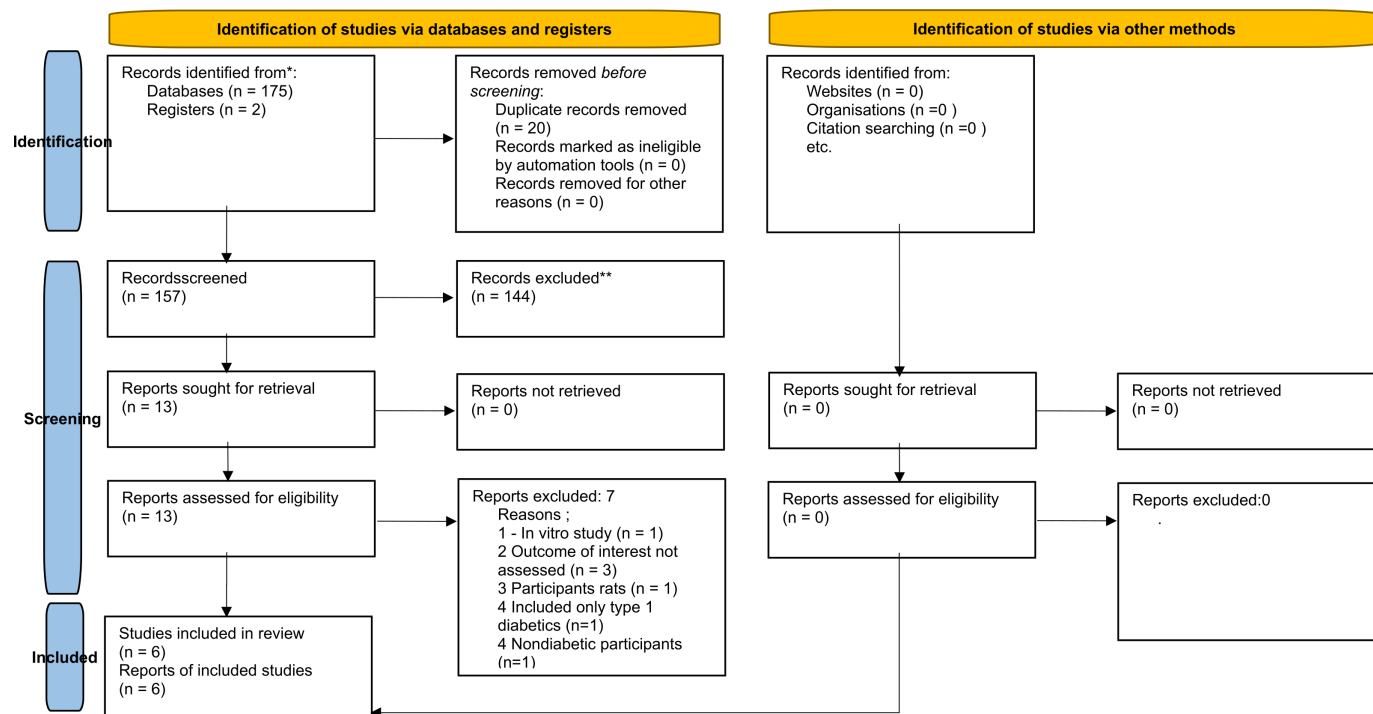 Identification of studies via databases and registers
Identification of studies via other methods
Identification
Records identified from*:
Databases (n = 175)
Registers (n = 2)
Records removed before
screening:
Duplicate records removed
(n = 20)
Records marked as ineligible
by automation tools (n = 0)
Records removed for other
reasons (n = 0)
Records identified from:
Websites (n = 0)
Organisations (n =0 )
Citation searching (n =0 )
etc.
Screening
Recordsscreened
(n = 157)
Records excluded**
(n = 144)
Reports sought for retrieval
(n = 13)
Reports not retrieved
(n = 0)
Reports sought for retrieval
(n = 0)
Reports not retrieved
(n = 0)
Reports assessed for eligibility
(n = 13)
Reports excluded: 7
Reasons ;
1 - In vitro study (n = 1)
2 Outcome of interest not
assessed (n = 3)
3 Participants rats (n = 1)
4 Included only type 1
diabetics (n=1)
4 Nondiabetic participants
(n=1)
Reports assessed for eligibility
(n = 0)
Reports excluded:0
.
Included
Studies included in review
(n = 6)
Reports of included studies
(n = 6)